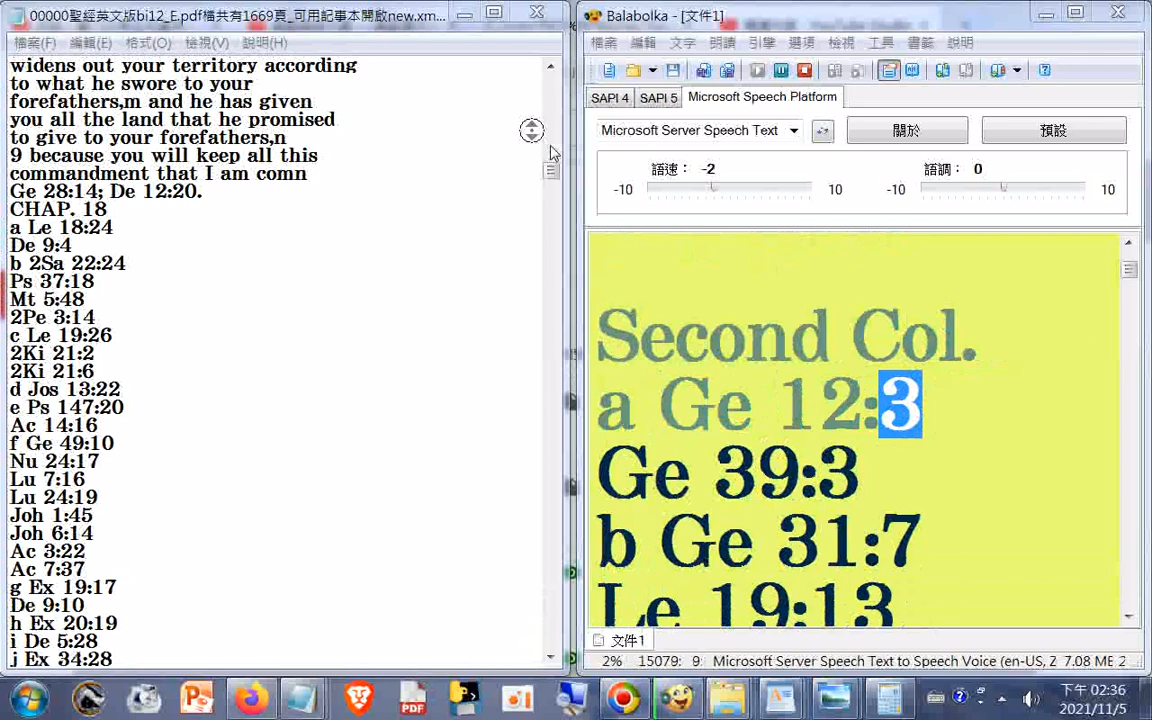 00000聖經英文版bi12_E.pdf檔共有1669頁_可用記事本開啟new.xm...
檔案(F) 編輯(E) 格式(O) 檢視(V) 說明(H)
widens out your territory according
to what he swore to your
forefathers,m and he has given
you all the land that he promised
to give to your forefathers,n
9 because you will keep all this
commandment that I am comn
Ge 28:14; De 12:20.
CHAP. 18
a Le 18:24
De 9:4
b 2Sa 22:24
Ps 37:18
Mt 5:48
2Pe 3:14
c Le 19:26
2Ki 21:2
2Ki 21:6
d Jos 13:22
e Ps 147:20
Ac 14:16
f Ge 49:10
Nu 24:17
Lu 7:16
Lu 24:19
Joh 1:45
Joh 6:14
Ac 3:22
Ac 7:37
g Ex 19:17
De 9:10
h Ex 20:19
i De 5:28
j Ex 34:28
Balabolka - [文件1]
檔案 編輯 文字 朗讀 引擎 選項 檢視 工具 書籤 說明
SAPI 4 SAPI 5 Microsoft Speech Platform
Microsoft Server Speech Text 關於 預設
語速: -2 語調: 0
-10 10 -10 10
Second Col.
a Ge 12:3
Ge 39:3
b Ge 31:7
Le 19:13
文件1
2% 15079: 9: Microsoft Server Speech Text to Speech Voice (en-US, Z 7.08 ME 2
PDF
下午 02:36
2021/11/5